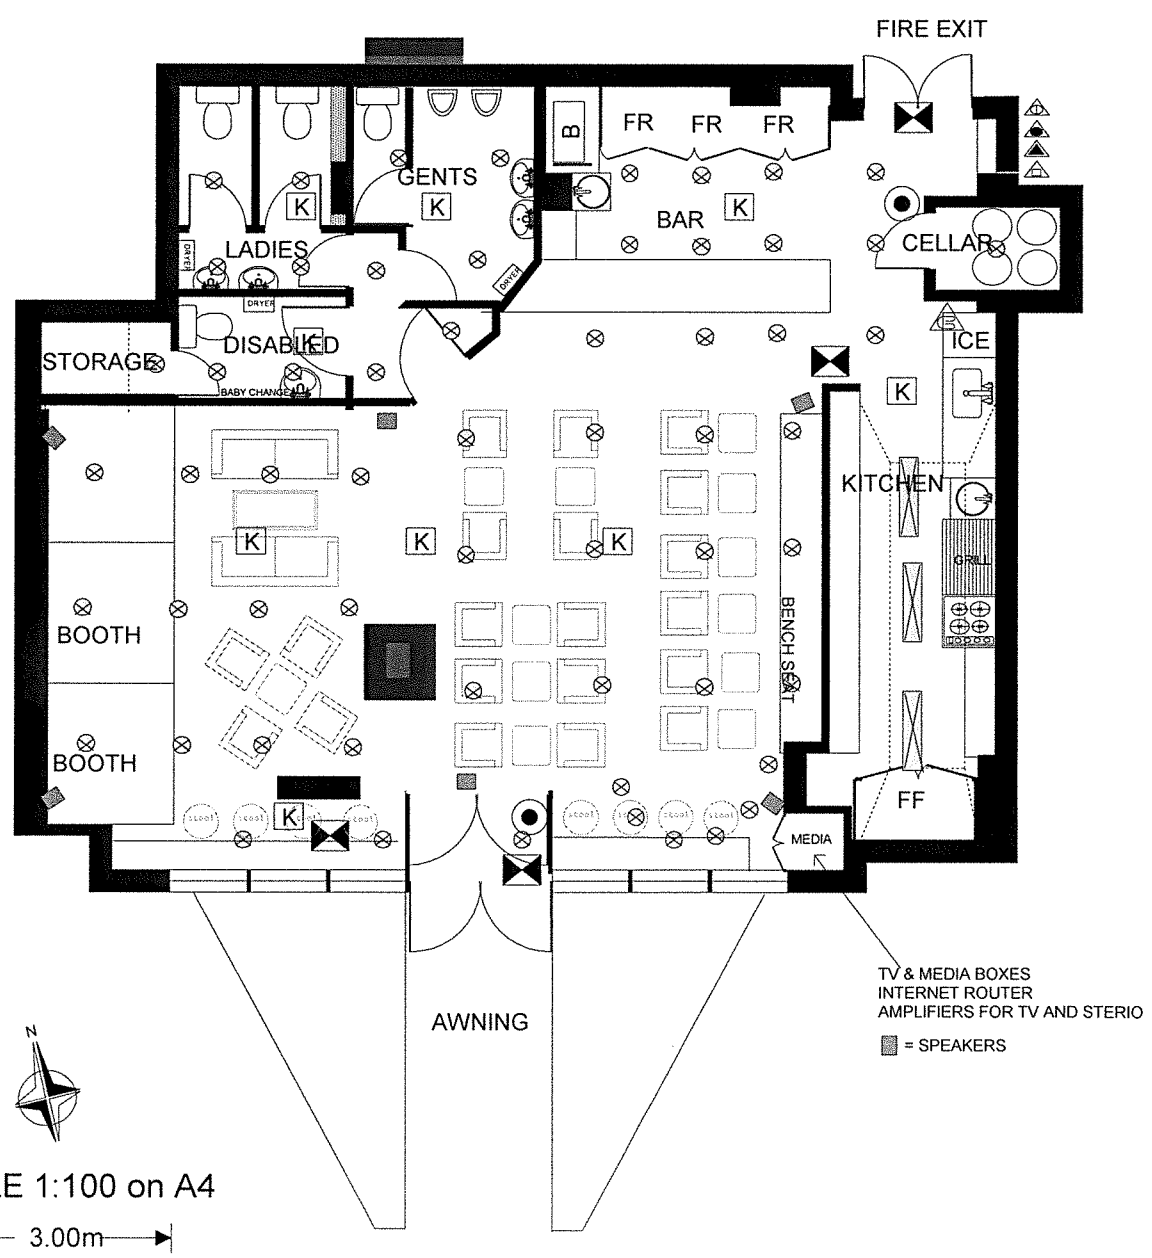 FIRE EXIT
B
FR
FR
FR
GENTS
K
K
BAR
K
LADIES
DRYER
CELLAR
DRYER
DRYER
DISABLED
K
ICE
STORAGE
BABY CHANGE
K
KITCHEN
K
K
K
GRILL
BOOTH
BENCH SEAT
BOOTH
FF
K
stool
stool
stool
stool
stool
stool
MEDIA
TV & MEDIA BOXES
INTERNET ROUTER
AMPLIFIERS FOR TV AND STERIO
= SPEAKERS
AWNING
N
E 1:100 on A4
3.00m